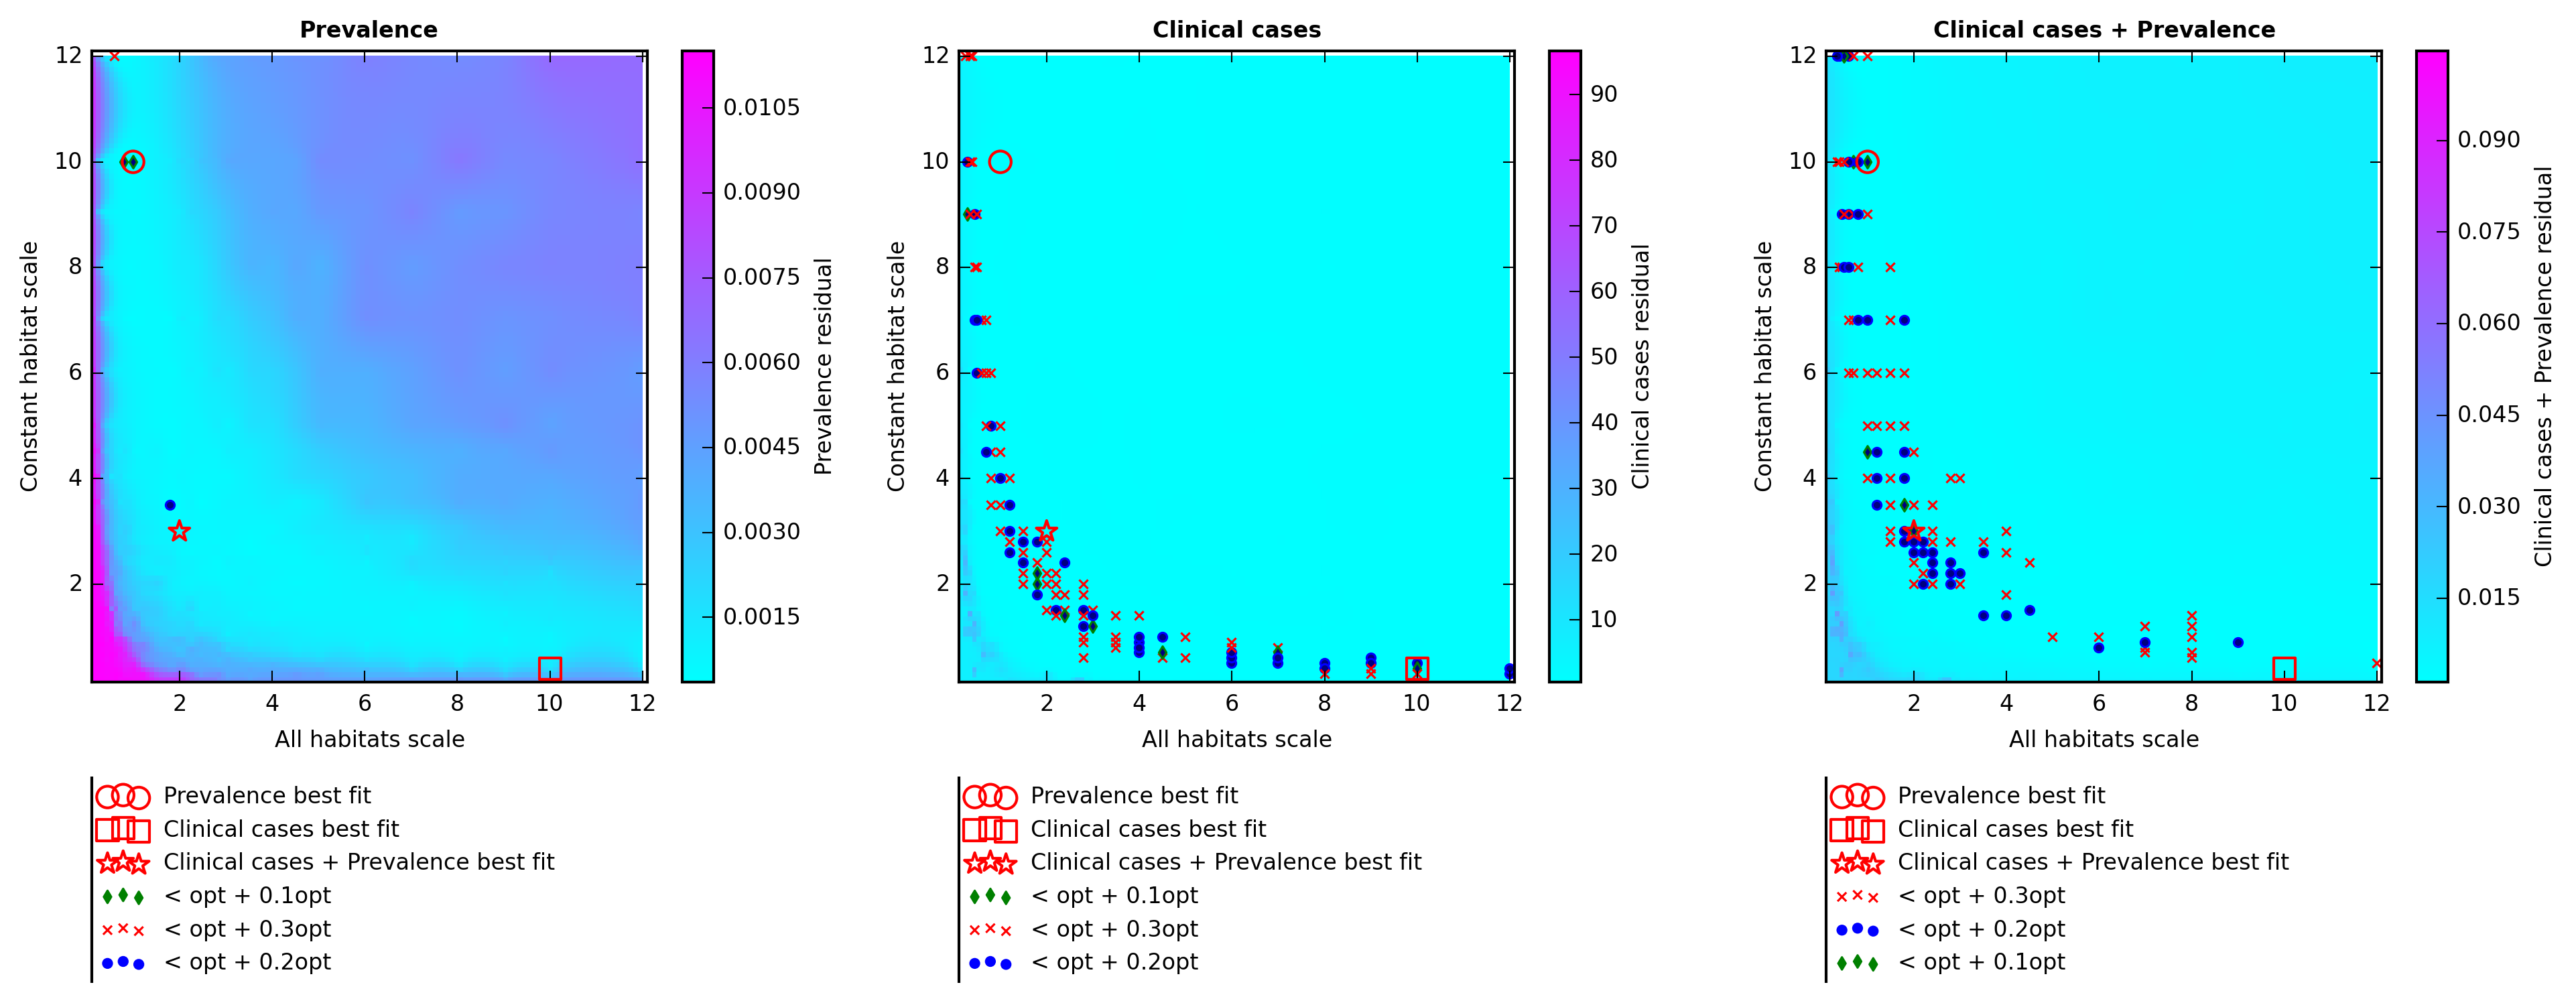 Prevalence
12
10
8
6
4
2
2 4 6 8 10 12
Constant habitat scale
All habitats scale
0.0105
0.0090
0.0075
0.0060
0.0045
0.0030
0.0015
Prevalence residual
Prevalence best fit
Clinical cases best fit
Clinical cases + Prevalence best fit
< opt + 0.1opt
< opt + 0.3opt
< opt + 0.2opt
Clinical cases
12
10
8
6
4
2
2 4 6 8 10 12
Constant habitat scale
All habitats scale
90
80
70
60
50
40
30
20
10
Clinical cases residual
Prevalence best fit
Clinical cases best fit
Clinical cases + Prevalence best fit
< opt + 0.1opt
< opt + 0.3opt
< opt + 0.2opt
Clinical cases + Prevalence
12
10
8
6
4
2
2 4 6 8 10 12
Constant habitat scale
All habitats scale
0.090
0.075
0.060
0.045
0.030
0.015
Clinical cases + Prevalence residual
Prevalence best fit
Clinical cases best fit
Clinical cases + Prevalence best fit
< opt + 0.3opt
< opt + 0.2opt
< opt + 0.1opt